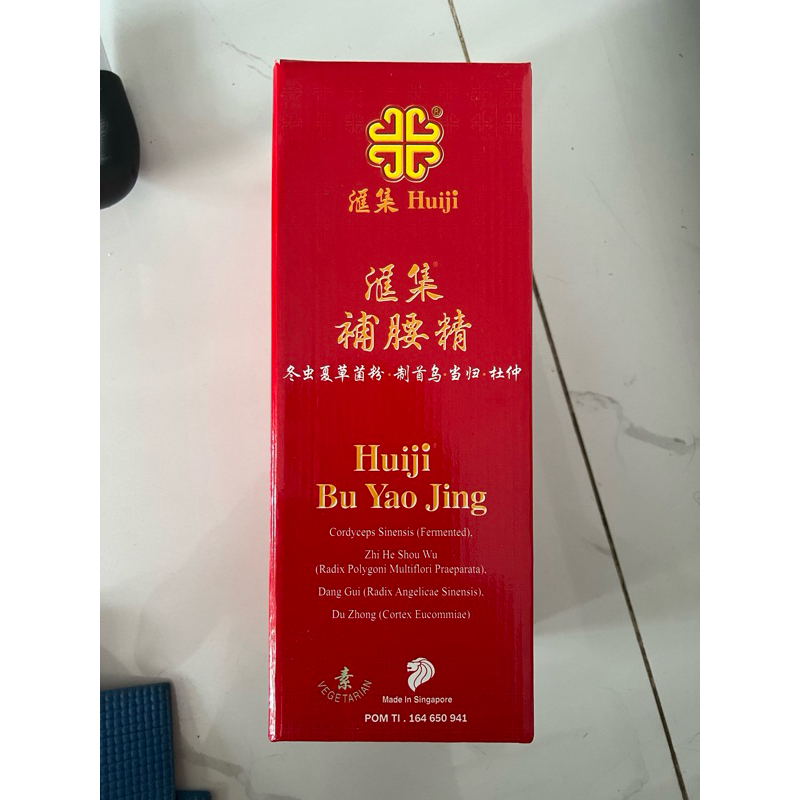 滙集 Huiji
滙集
補腰精
冬虫夏草菌粉·制首乌·当归·杜仲
Huiji
Bu Yao Jing
Cordyceps Sinensis (Fermented),
Zhi He Shou Wu
(Radix Polygoni Multiflori Praeparata),
Dang Gui (Radix Angelicae Sinensis),
Du Zhong (Cortex Eucommiae)
素
VEGETARIAN
Made In Singapore
POM TI . 164 650 941